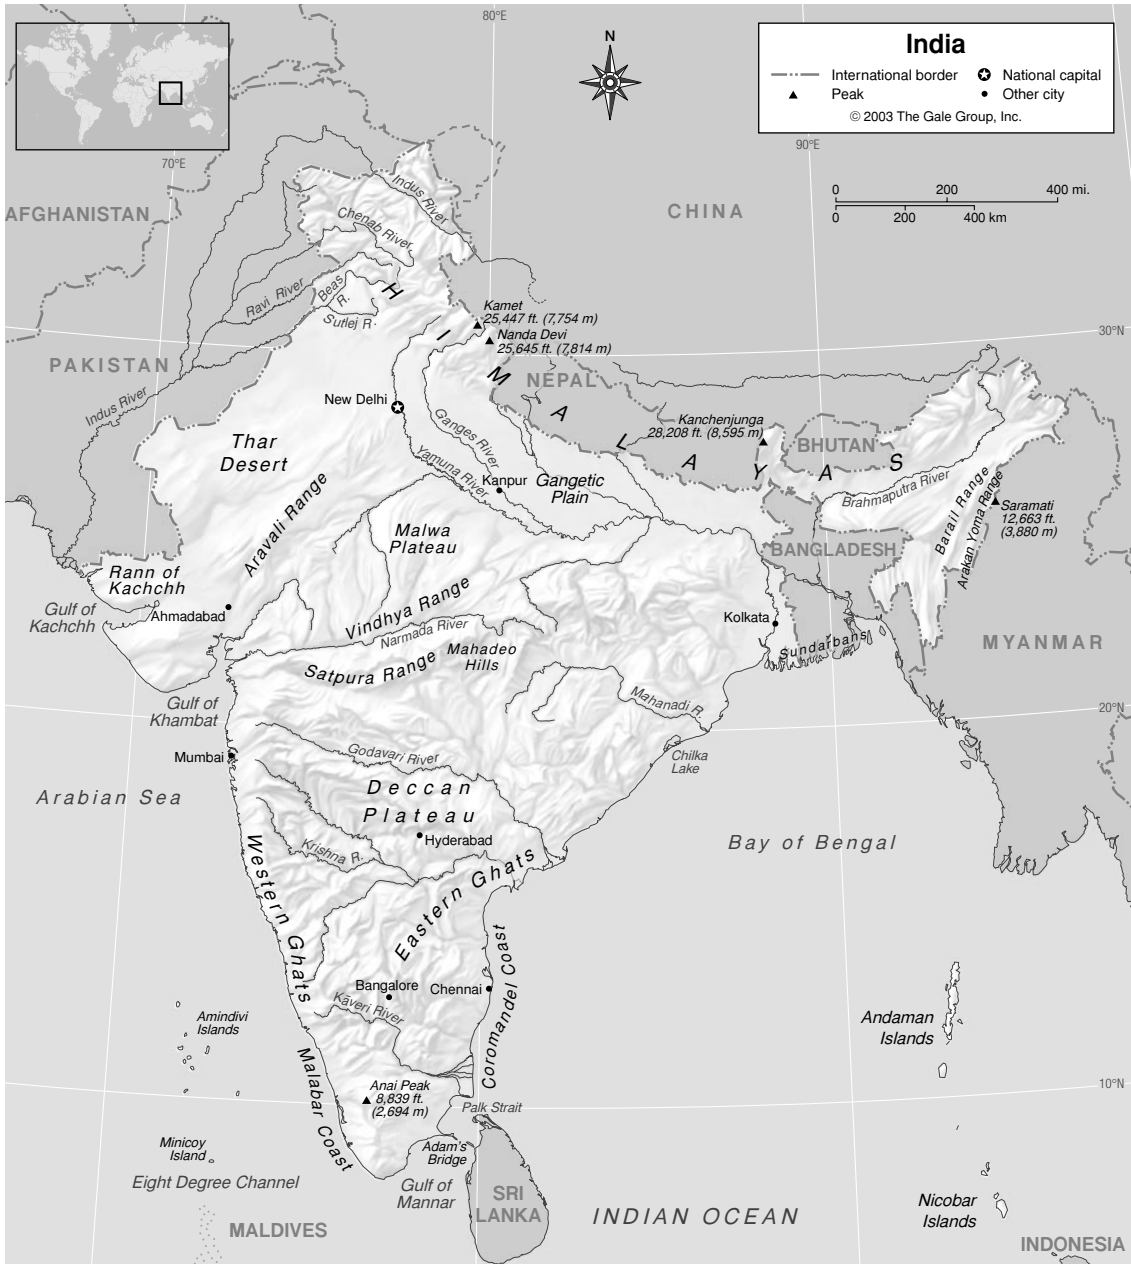 80°E
N
India
International border
National capital
Peak
Other city
© 2003 The Gale Group, Inc.
70°E
90°E
0 200 400 mi.
0 200 400 km
AFGHANISTAN
CHINA
Indus River
Chenab River
Ravi River
Beas
R.
Sutlej R.
HIMALAYAS
Kamet
25,447 ft. (7,754 m)
Nanda Devi
25,645 ft. (7,814 m)
30°N
PAKISTAN
NEPAL
Indus River
New Delhi
Kanchenjunga
28,208 ft. (8,595 m)
BHUTAN
Thar
Desert
Ganges River
Yamuna River
Kanpur
Gangetic
Plain
Brahmaputra River
Barail Range
Arakan Yoma Range
Saramati
12,663 ft.
(3,880 m)
Aravali Range
Malwa
Plateau
BANGLADESH
Rann of
Kachchh
Gulf of
Kachchh
Ahmadabad
Vindhya Range
Narmada River
Kolkata
Sundarbans
MYANMAR
Satpura Range
Mahadeo
Hills
Gulf of
Khambat
Mahanadi R.
20°N
Mumbai
Godavari River
Chilka
Lake
Arabian Sea
Deccan
Plateau
Hyderabad
Krishna R.
Bay of Bengal
Western Ghats
Eastern Ghats
Coromandel Coast
Bangalore
Chennai
Kāveri River
Amindivi
Islands
Andaman
Islands
Malabar Coast
Anai Peak
8,839 ft.
(2,694 m)
10°N
Palk Strait
Minicoy
Island
Adam's
Bridge
Eight Degree Channel
Gulf of
Mannar
SRI
LANKA
MALDIVES
INDIAN OCEAN
Nicobar
Islands
INDONESIA